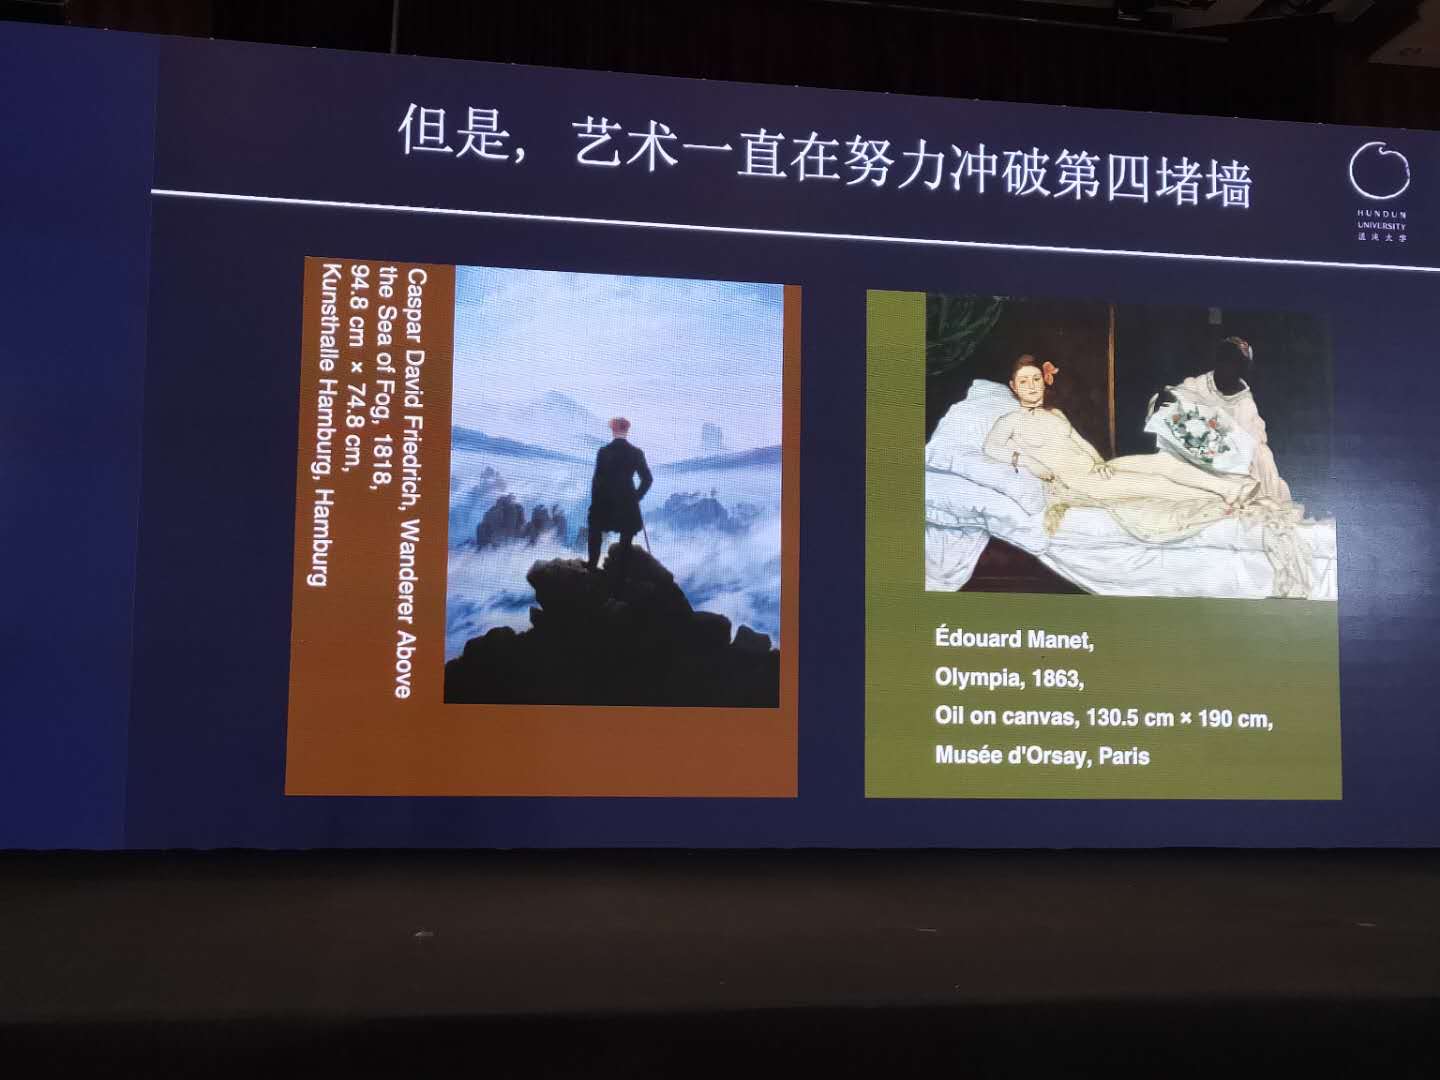 但是，艺术一直在努力冲破第四堵墙
HUNDUN
UNIVERSITY
混沌大学
Caspar David Friedrich, Wanderer Above
the Sea of Fog, 1818,
94.8 cm × 74.8 cm,
Kunsthalle Hamburg, Hamburg
Édouard Manet,
Olympia, 1863,
Oil on canvas, 130.5 cm × 190 cm,
Musée d'Orsay, Paris